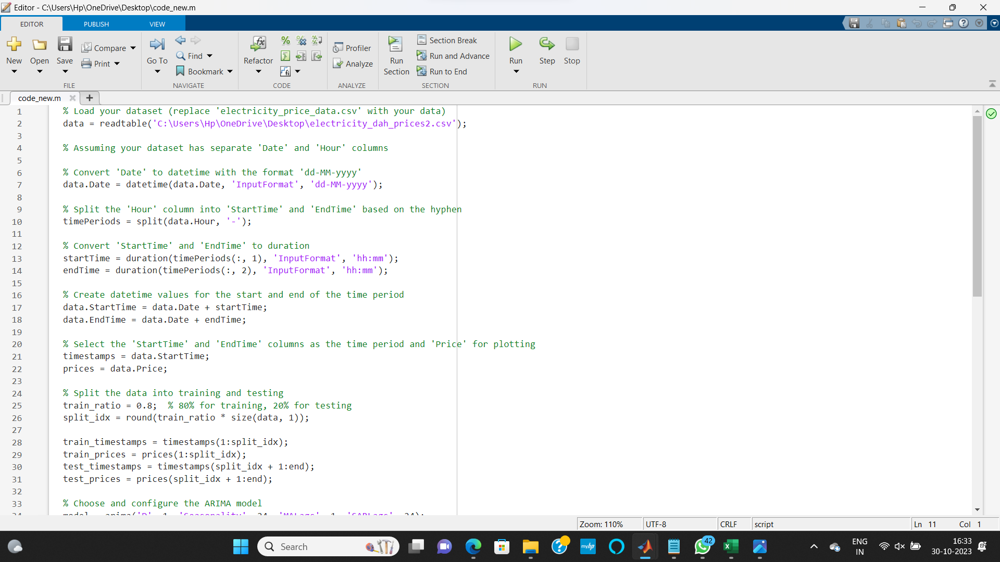 Editor - C:\Users\Hp\OneDrive\Desktop\code_new.m
EDITOR PUBLISH VIEW
New Open Save Compare Print
Go To Find Bookmark
Refactor
Profiler Analyze
Run Section Section Break Run and Advance Run to End
Run Step Stop
FILE NAVIGATE CODE ANALYZE SECTION RUN
code_new.m
1 % Load your dataset (replace 'electricity_price_data.csv' with your data)
2 data = readtable('C:\Users\Hp\OneDrive\Desktop\electricity_dah_prices2.csv');
3
4 % Assuming your dataset has separate 'Date' and 'Hour' columns
5
6 % Convert 'Date' to datetime with the format 'dd-MM-yyyy'
7 data.Date = datetime(data.Date, 'InputFormat', 'dd-MM-yyyy');
8
9 % Split the 'Hour' column into 'StartTime' and 'EndTime' based on the hyphen
10 timePeriods = split(data.Hour, '-');
11
12 % Convert 'StartTime' and 'EndTime' to duration
13 startTime = duration(timePeriods(:, 1), 'InputFormat', 'hh:mm');
14 endTime = duration(timePeriods(:, 2), 'InputFormat', 'hh:mm');
15
16 % Create datetime values for the start and end of the time period
17 data.StartTime = data.Date + startTime;
18 data.EndTime = data.Date + endTime;
19
20 % Select the 'StartTime' and 'EndTime' columns as the time period and 'Price' for plotting
21 timestamps = data.StartTime;
22 prices = data.Price;
23
24 % Split the data into training and testing
25 train_ratio = 0.8;  % 80% for training, 20% for testing
26 split_idx = round(train_ratio * size(data, 1));
27
28 train_timestamps = timestamps(1:split_idx);
29 train_prices = prices(1:split_idx);
30 test_timestamps = timestamps(split_idx + 1:end);
31 test_prices = prices(split_idx + 1:end);
32
33 % Choose and configure the ARIMA model
34 model = arima('D', 1, 'Seasonality', 24, 'MALags', 1, 'SARLags', 24);
Zoom: 110% UTF-8 CRLF script Ln 11 Col 1
Search
myhp
42
ENG
IN
16:33
30-10-2023